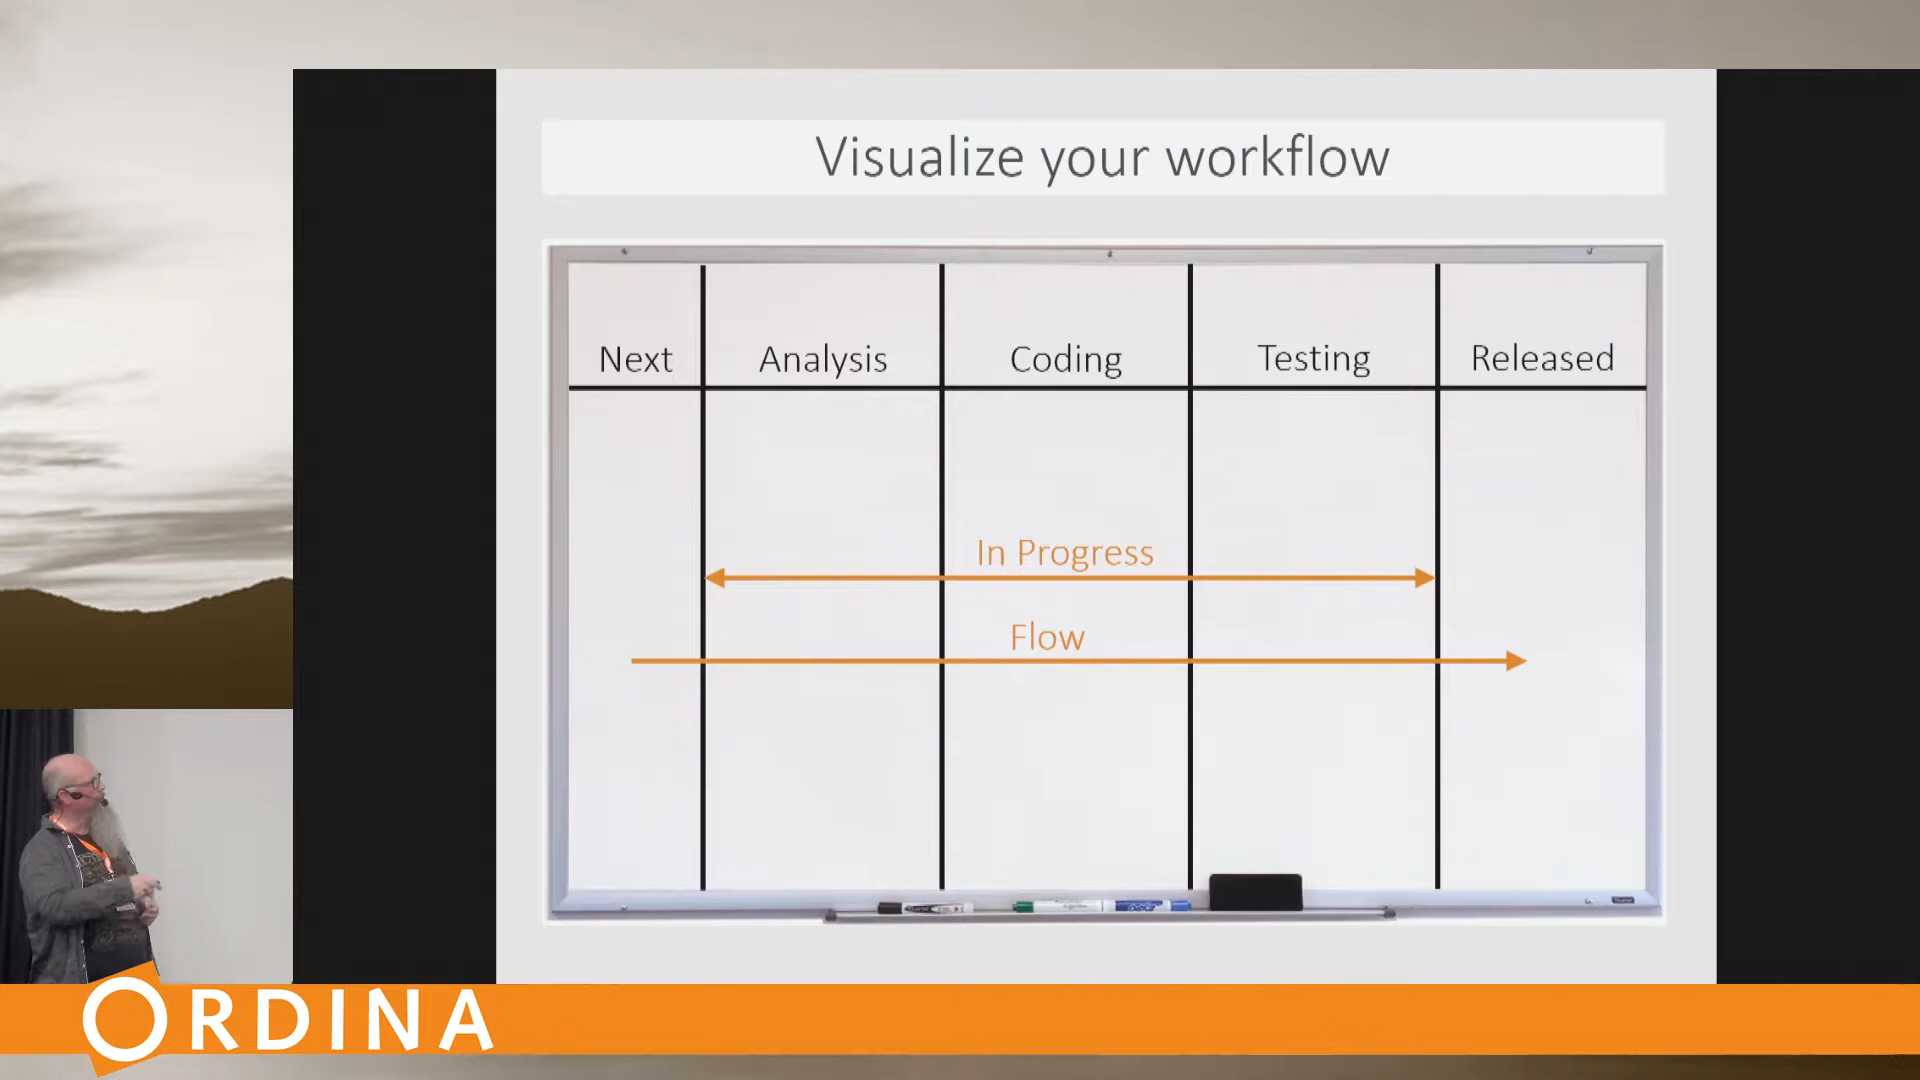 Visualize your workflow
Next Analysis Coding Testing Released
In Progress
Flow
ORDINA